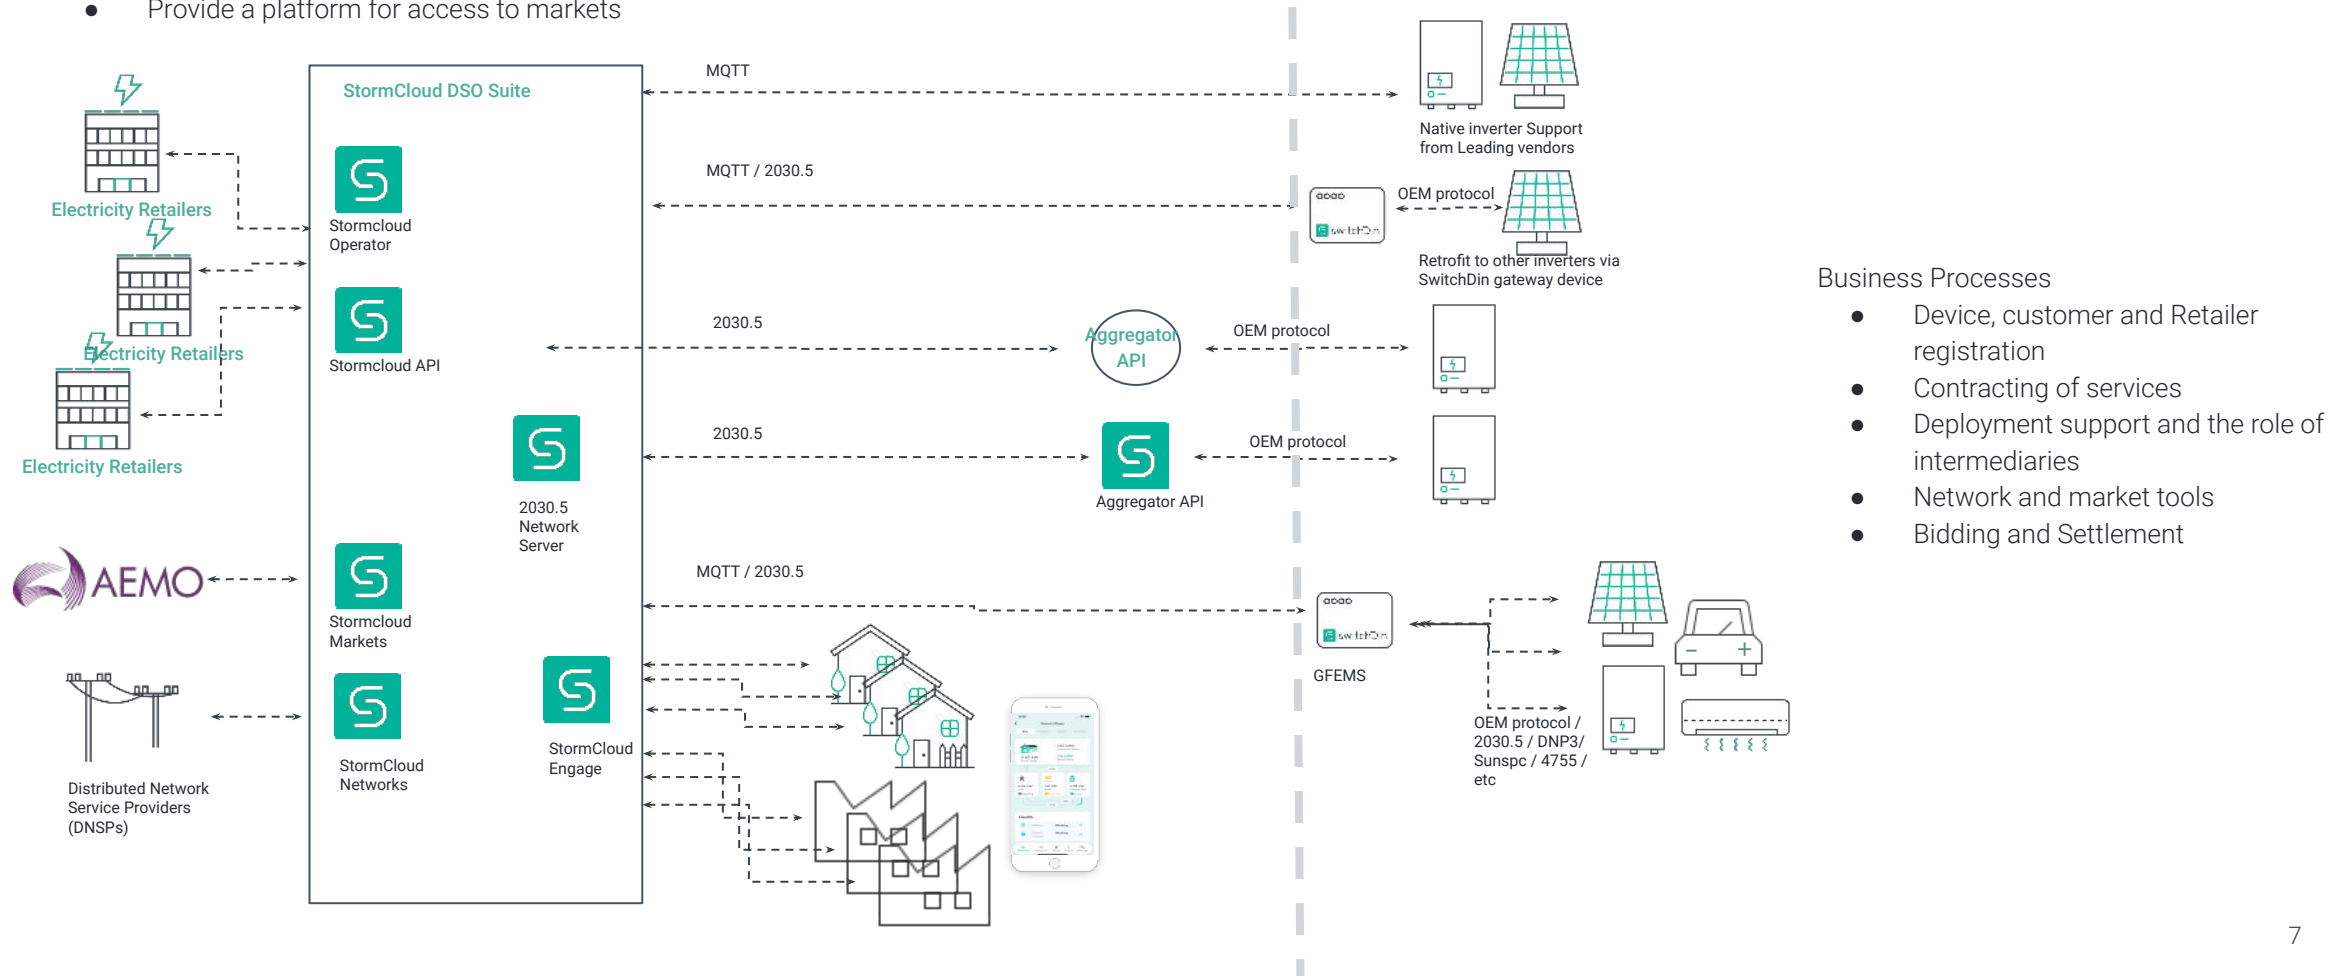 ● Provide a platform for access to markets
StormCloud DSO Suite
Electricity Retailers
Electricity Retailers
Electricity Retailers
AEMO
Distributed Network
Service Providers
(DNSPs)
Stormcloud
Operator
Stormcloud API
2030.5
Network
Server
Stormcloud
Markets
StormCloud
Networks
StormCloud
Engage
MQTT
MQTT / 2030.5
2030.5
2030.5
MQTT / 2030.5
Aggregator
API
Aggregator API
Native inverter Support
from Leading vendors
OEM protocol
switchDin
Retrofit to other inverters via
SwitchDin gateway device
OEM protocol
OEM protocol
switchDin
GFEMS
OEM protocol /
2030.5 / DNP3/
Sunspc / 4755 /
etc
Business Processes
● Device, customer and Retailer
registration
● Contracting of services
● Deployment support and the role of
intermediaries
● Network and market tools
● Bidding and Settlement
7